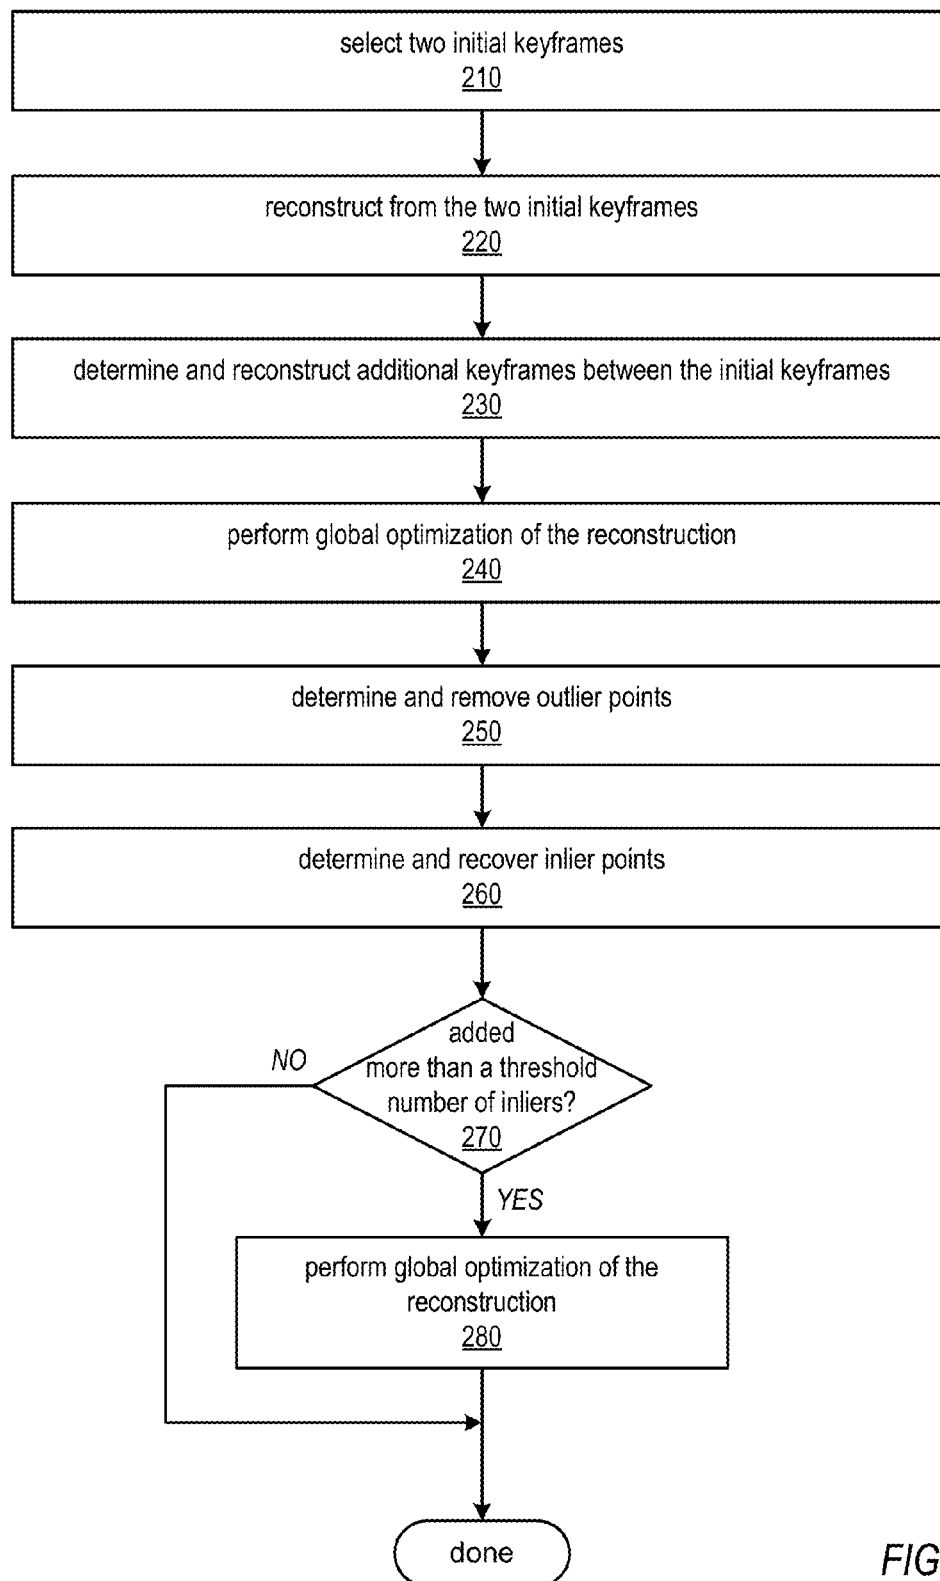 select two initial keyframes
210
reconstruct from the two initial keyframes
220
determine and reconstruct additional keyframes between the initial keyframes
230
perform global optimization of the reconstruction
240
determine and remove outlier points
250
determine and recover inlier points
260
added
more than a threshold
number of inliers?
270
NO
YES
perform global optimization of the
reconstruction
280
done
FIG